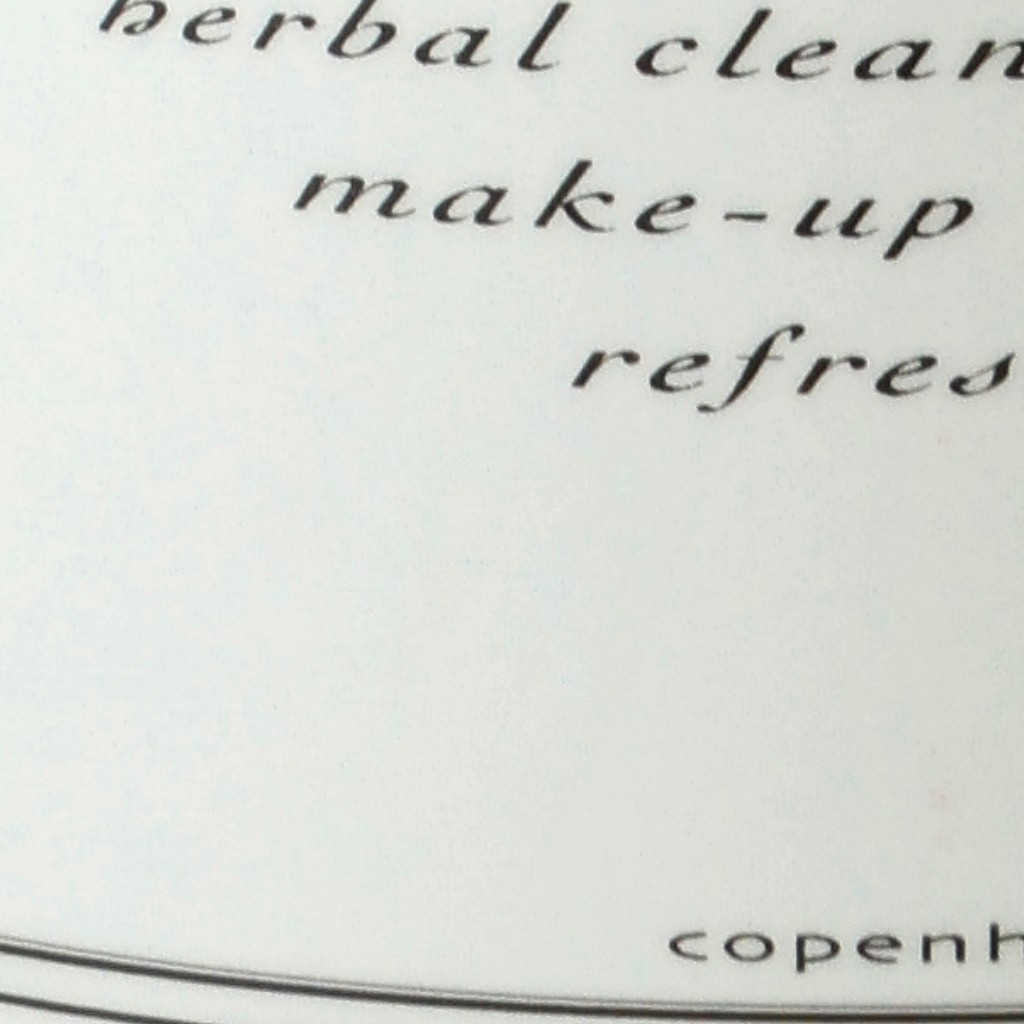 herbal clean
make-up
refres
copenh